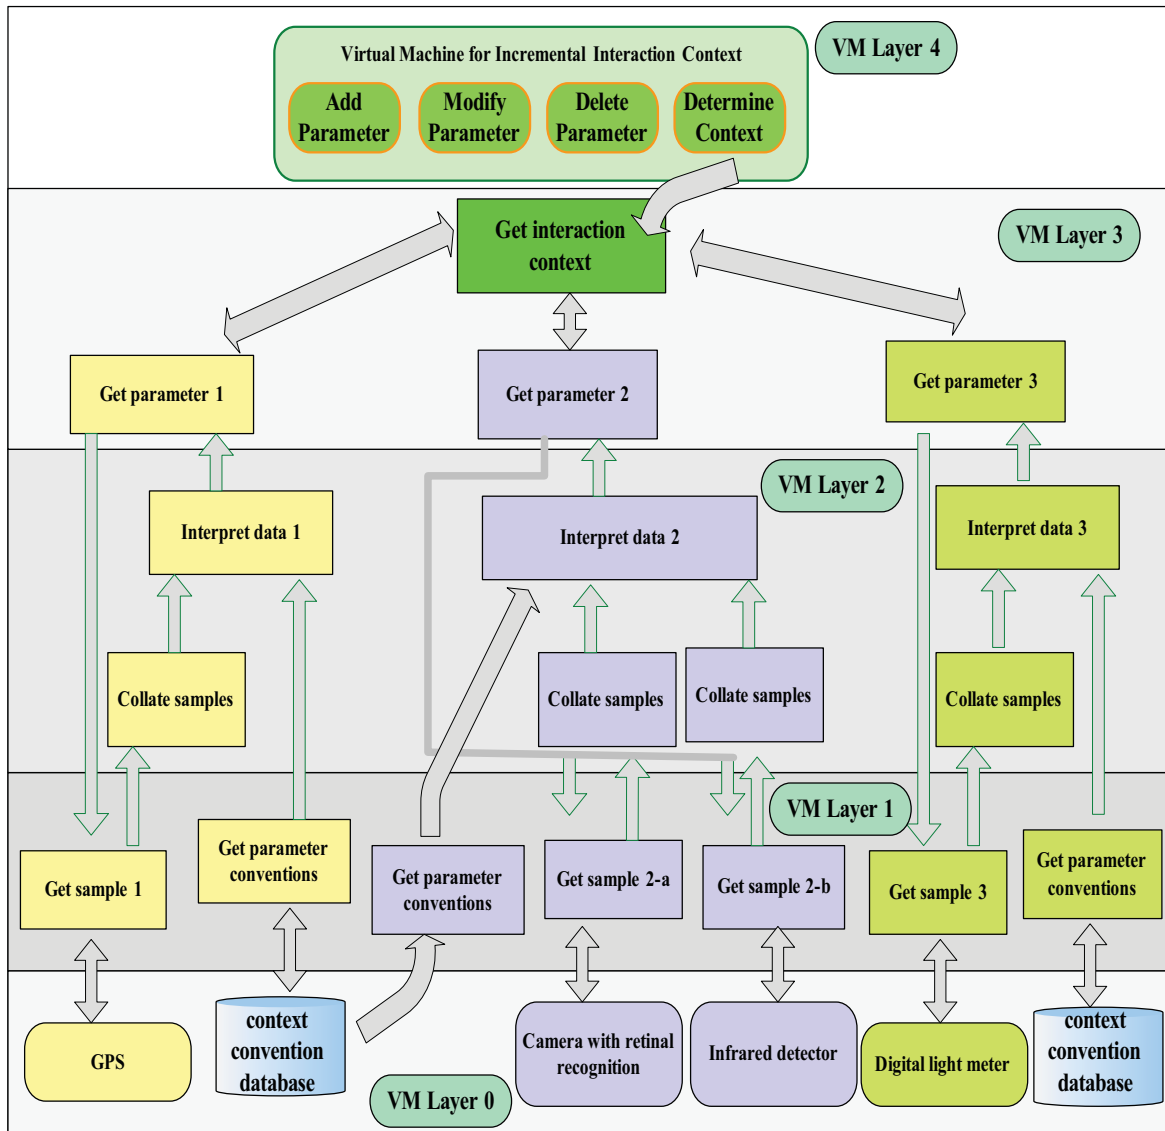 Virtual Machine for Incremental Interaction Context
VM Layer 4
Add
Parameter
Modify
Parameter
Delete
Parameter
Determine
Context
Get interaction
context
VM Layer 3
Get parameter 1
Get parameter 2
Get parameter 3
VM Layer 2
Interpret data 1
Interpret data 2
Interpret data 3
Collate samples
Collate samples
Collate samples
Collate samples
VM Layer 1
Get sample 1
Get parameter
conventions
Get parameter
conventions
Get sample 2-a
Get sample 2-b
Get sample 3
Get parameter
conventions
GPS
context
convention
database
Camera with retinal
recognition
Infrared detector
Digital light meter
context
convention
database
VM Layer 0